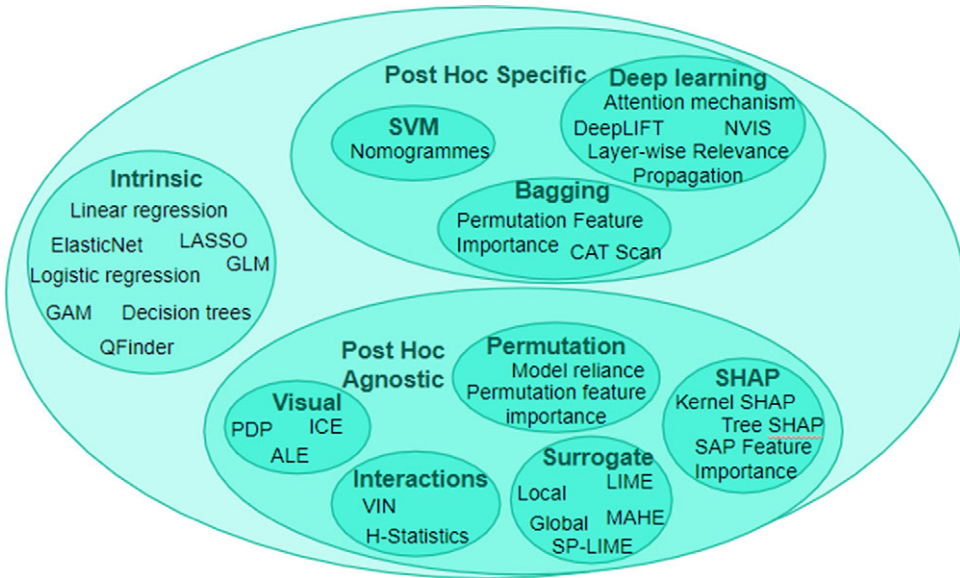 Post Hoc Specific
Deep learning
Attention mechanism
DeepLIFT NVIS
Layer-wise Relevance
Propagation
SVM
Nomogrammes
Bagging
Permutation Feature
Importance CAT Scan
Intrinsic
Linear regression
ElasticNet LASSO
GLM
Logistic regression
GAM Decision trees
QFinder
Post Hoc
Agnostic
Permutation
Model reliance
Permutation feature
importance
SHAP
Kernel SHAP
Tree SHAP
SAP Feature
Importance
Visual
PDP ICE
ALE
Interactions
VIN
H-Statistics
Surrogate
Local LIME
Global MAHE
SP-LIME